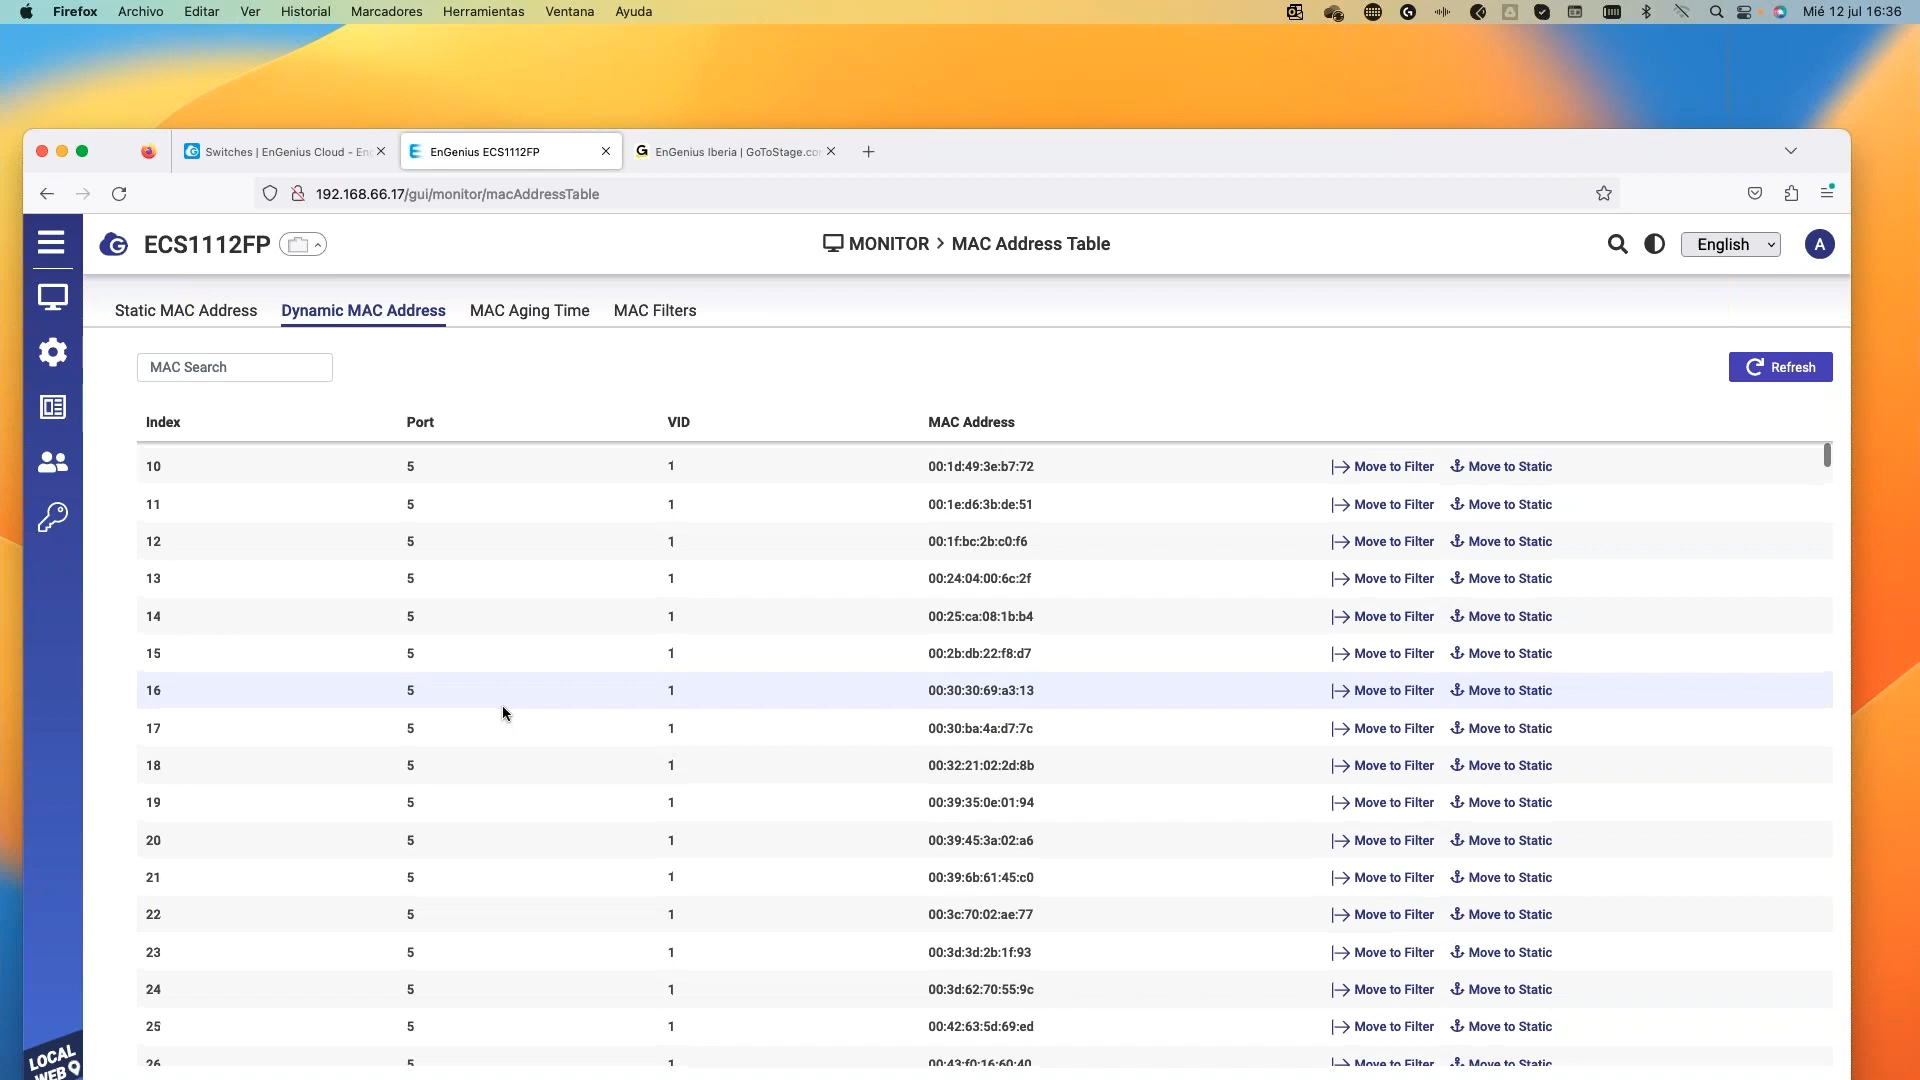 Firefox Archivo Editar Ver Historial Marcadores Herramientas Ventana Ayuda Mié 12 jul 16:36
Switches | EnGenius Cloud - En EnGenius ECS1112FP EnGenius Iberia | GoToStage.co
192.168.66.17/gui/monitor/macAddressTable
ECS1112FP MONITOR > MAC Address Table English A
Static MAC Address Dynamic MAC Address MAC Aging Time MAC Filters
MAC Search Refresh
Index Port VID MAC Address
10 5 1 00:1d:49:3e:b7:72 Move to Filter Move to Static
11 5 1 00:1e:d6:3b:de:51 Move to Filter Move to Static
12 5 1 00:1f:bc:2b:c0:f6 Move to Filter Move to Static
13 5 1 00:24:04:00:6c:2f Move to Filter Move to Static
14 5 1 00:25:ca:08:1b:b4 Move to Filter Move to Static
15 5 1 00:2b:db:22:f8:d7 Move to Filter Move to Static
16 5 1 00:30:30:69:a3:13 Move to Filter Move to Static
17 5 1 00:30:ba:4a:d7:7c Move to Filter Move to Static
18 5 1 00:32:21:02:2d:8b Move to Filter Move to Static
19 5 1 00:39:35:0e:01:94 Move to Filter Move to Static
20 5 1 00:39:45:3a:02:a6 Move to Filter Move to Static
21 5 1 00:39:6b:61:45:c0 Move to Filter Move to Static
22 5 1 00:3c:70:02:ae:77 Move to Filter Move to Static
23 5 1 00:3d:3d:2b:1f:93 Move to Filter Move to Static
24 5 1 00:3d:62:70:55:9c Move to Filter Move to Static
25 5 1 00:42:63:5d:69:ed Move to Filter Move to Static
26 5 1 00:43:f0:16:60:40 Move to Filter Move to Static
LOCAL
WEB